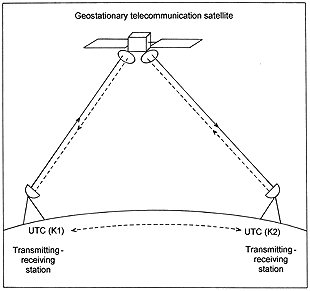 Geostationary telecommunication satellite
UTC (K1)
UTC (K2)
Transmitting-
receiving
station
Transmitting-
receiving
station